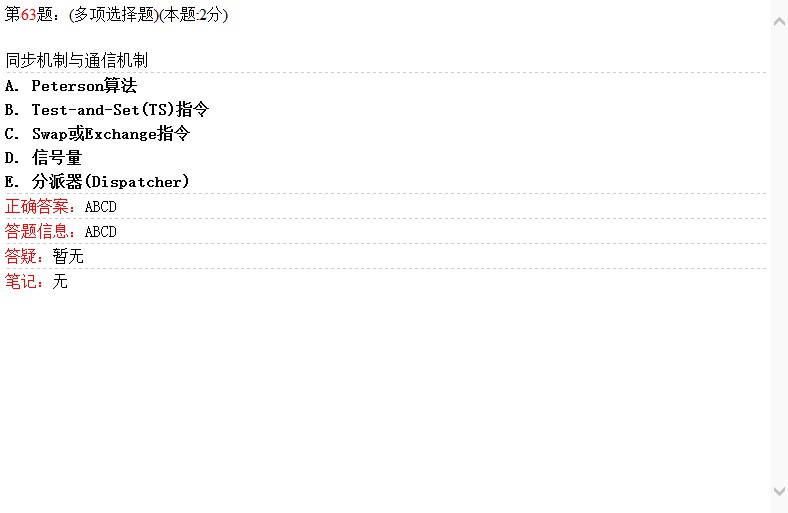 第63题：(多项选择题)(本题:2分)
同步机制与通信机制
A. Peterson算法
B. Test-and-Set(TS)指令
C. Swap或Exchange指令
D. 信号量
E. 分派器(Dispatcher)
正确答案：ABCD
答题信息：ABCD
答疑：暂无
笔记：无